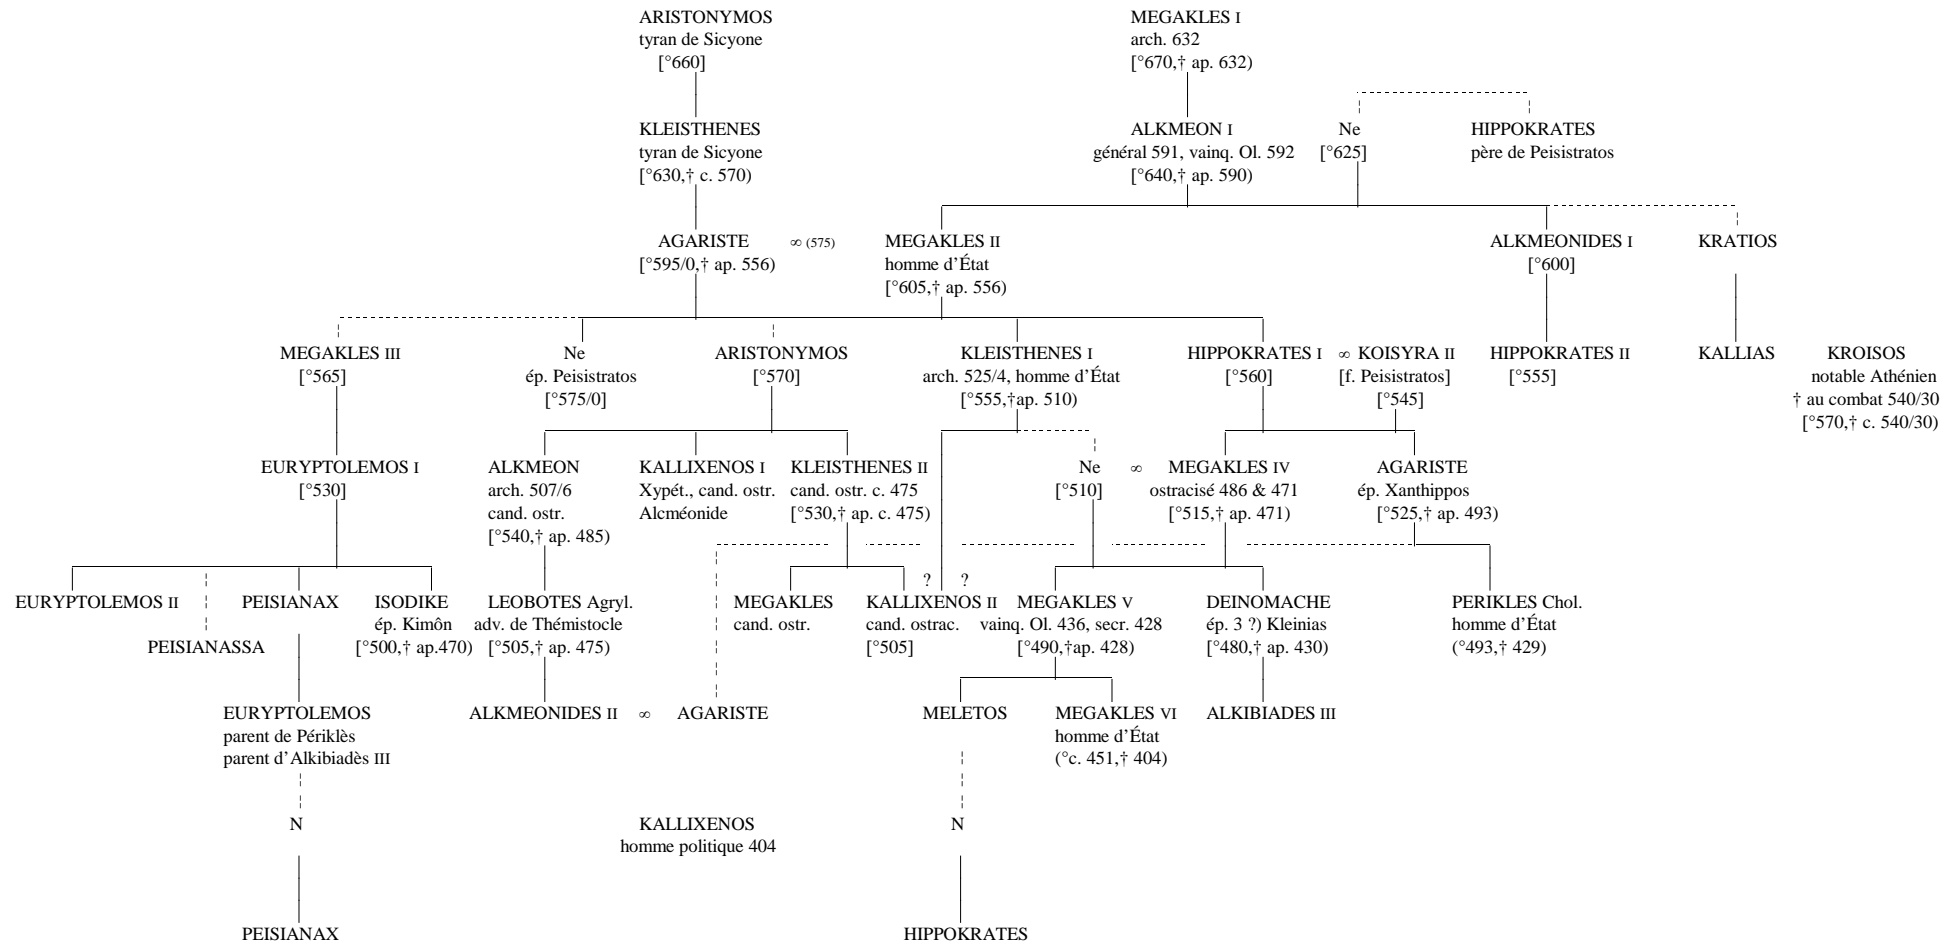 ARISTONYMOS
tyran de Sicyone
[°660]
MEGAKLES I
arch. 632
[°670,† ap. 632)
KLEISTHENES
tyran de Sicyone
[°630,† c. 570)
ALKMEON I
général 591, vainq. Ol. 592
[°640,† ap. 590)
Ne
[°625]
HIPPOKRATES
père de Peisistratos
AGARISTE
[°595/0,† ap. 556)
∞ (575)
MEGAKLES II
homme d'État
[°605,† ap. 556)
ALKMEONIDES I
[°600]
KRATIOS
MEGAKLES III
[°565]
Ne
ép. Peisistratos
[°575/0]
ARISTONYMOS
[°570]
KLEISTHENES I
arch. 525/4, homme d'État
[°555,†ap. 510)
HIPPOKRATES I
[°560]
∞ KOISYRA II
[f. Peisistratos]
[°545]
HIPPOKRATES II
[°555]
KALLIAS
KROISOS
notable Athénien
† au combat 540/30
[°570,† c. 540/30)
EURYPTOLEMOS I
[°530]
ALKMEON
arch. 507/6
cand. ostr.
[°540,† ap. 485)
KALLIXENOS I
Xypét., cand. ostr.
Alcméonide
KLEISTHENES II
cand. ostr. c. 475
[°530,† ap. c. 475)
Ne
[°510]
∞
MEGAKLES IV
ostracisé 486 & 471
[°515,† ap. 471)
AGARISTE
ép. Xanthippos
[°525,† ap. 493)
? ?
EURYPTOLEMOS II
PEISIANASSA
PEISIANAX
ISODIKE
ép. Kimôn
[°500,† ap.470)
LEOBOTES Agryl.
adv. de Thémistocle
[°505,† ap. 475)
MEGAKLES
cand. ostr.
KALLIXENOS II
cand. ostrac.
[°505]
MEGAKLES V
vainq. Ol. 436, secr. 428
[°490,†ap. 428)
DEINOMACHE
ép. 3 ?) Kleinias
[°480,† ap. 430)
PERIKLES Chol.
homme d'État
(°493,† 429)
EURYPTOLEMOS
parent de Périklès
parent d'Alkibiadès III
ALKMEONIDES II
∞
AGARISTE
MELETOS
MEGAKLES VI
homme d'État
(°c. 451,† 404)
ALKIBIADES III
N
KALLIXENOS
homme politique 404
N
PEISIANAX
HIPPOKRATES